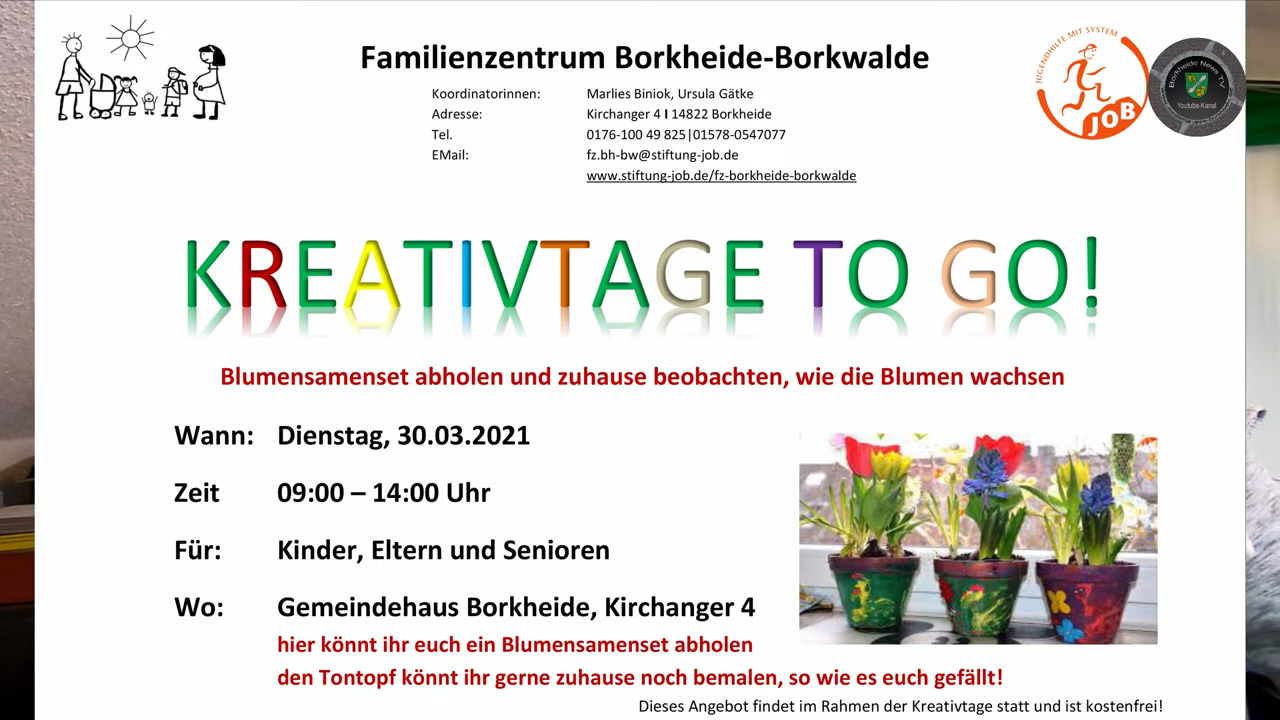 Familienzentrum Borkheide-Borkwalde
Koordinatorinnen: Marlies Biniok, Ursula Gätke
Adresse: Kirchanger 4 I 14822 Borkheide
Tel. 0176-100 49 825|01578-0547077
EMail: fz.bh-bw@stiftung-job.de
www.stiftung-job.de/fz-borkheide-borkwalde
JUGENDHILFE MIT SYSTEM
JOB
Borkheide News TV
Youtube-Kanal
KREATIVTAGE TO GO!
Blumensamenset abholen und zuhause beobachten, wie die Blumen wachsen
Wann: Dienstag, 30.03.2021
Zeit 09:00 – 14:00 Uhr
Für: Kinder, Eltern und Senioren
Wo: Gemeindehaus Borkheide, Kirchanger 4
hier könnt ihr euch ein Blumensamenset abholen
den Tontopf könnt ihr gerne zuhause noch bemalen, so wie es euch gefällt!
Dieses Angebot findet im Rahmen der Kreativtage statt und ist kostenfrei!